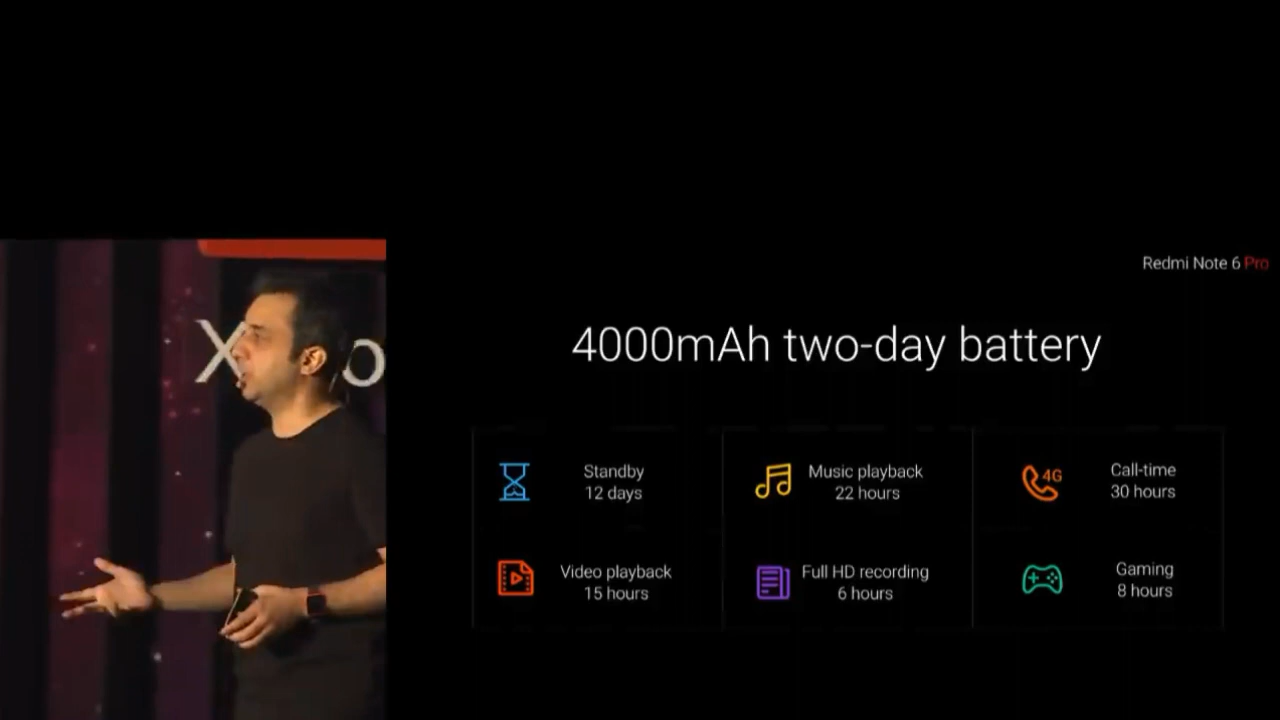 X o
Redmi Note 6 Pro
4000mAh two-day battery
Standby
12 days
Music playback
22 hours
4G
Call-time
30 hours
Video playback
15 hours
Full HD recording
6 hours
Gaming
8 hours